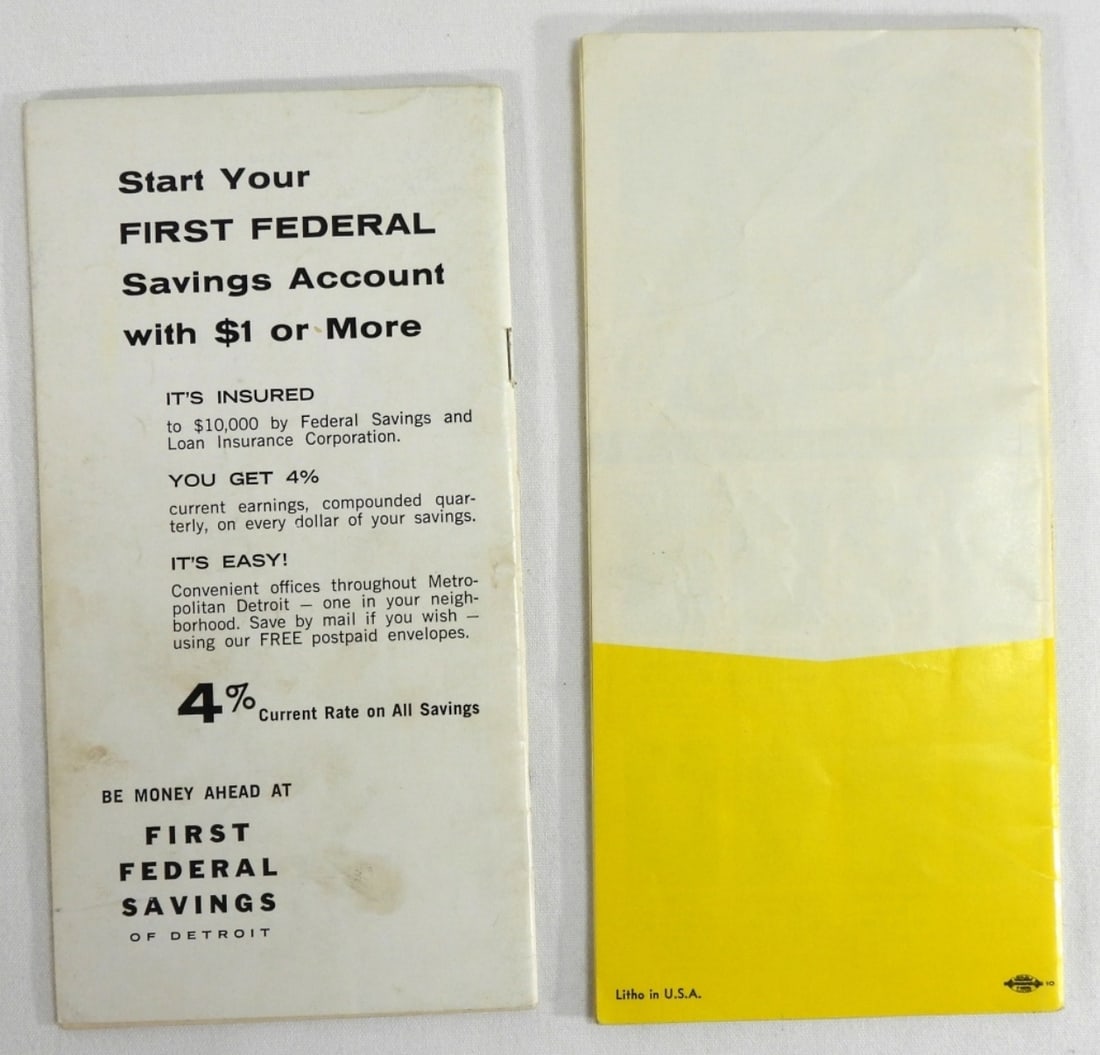 Start Your
FIRST FEDERAL
Savings Account
with $1 or More
IT'S INSURED
to $10,000 by Federal Savings and
Loan Insurance Corporation.
YOU GET 4%
current earnings, compounded quar-
terly, on every dollar of your savings.
IT'S EASY!
Convenient offices throughout Metro-
politan Detroit — one in your neigh-
borhood. Save by mail if you wish —
using our FREE postpaid envelopes.
4% Current Rate on All Savings
BE MONEY AHEAD AT
FIRST
FEDERAL
SAVINGS
OF DETROIT
Litho in U.S.A.
10